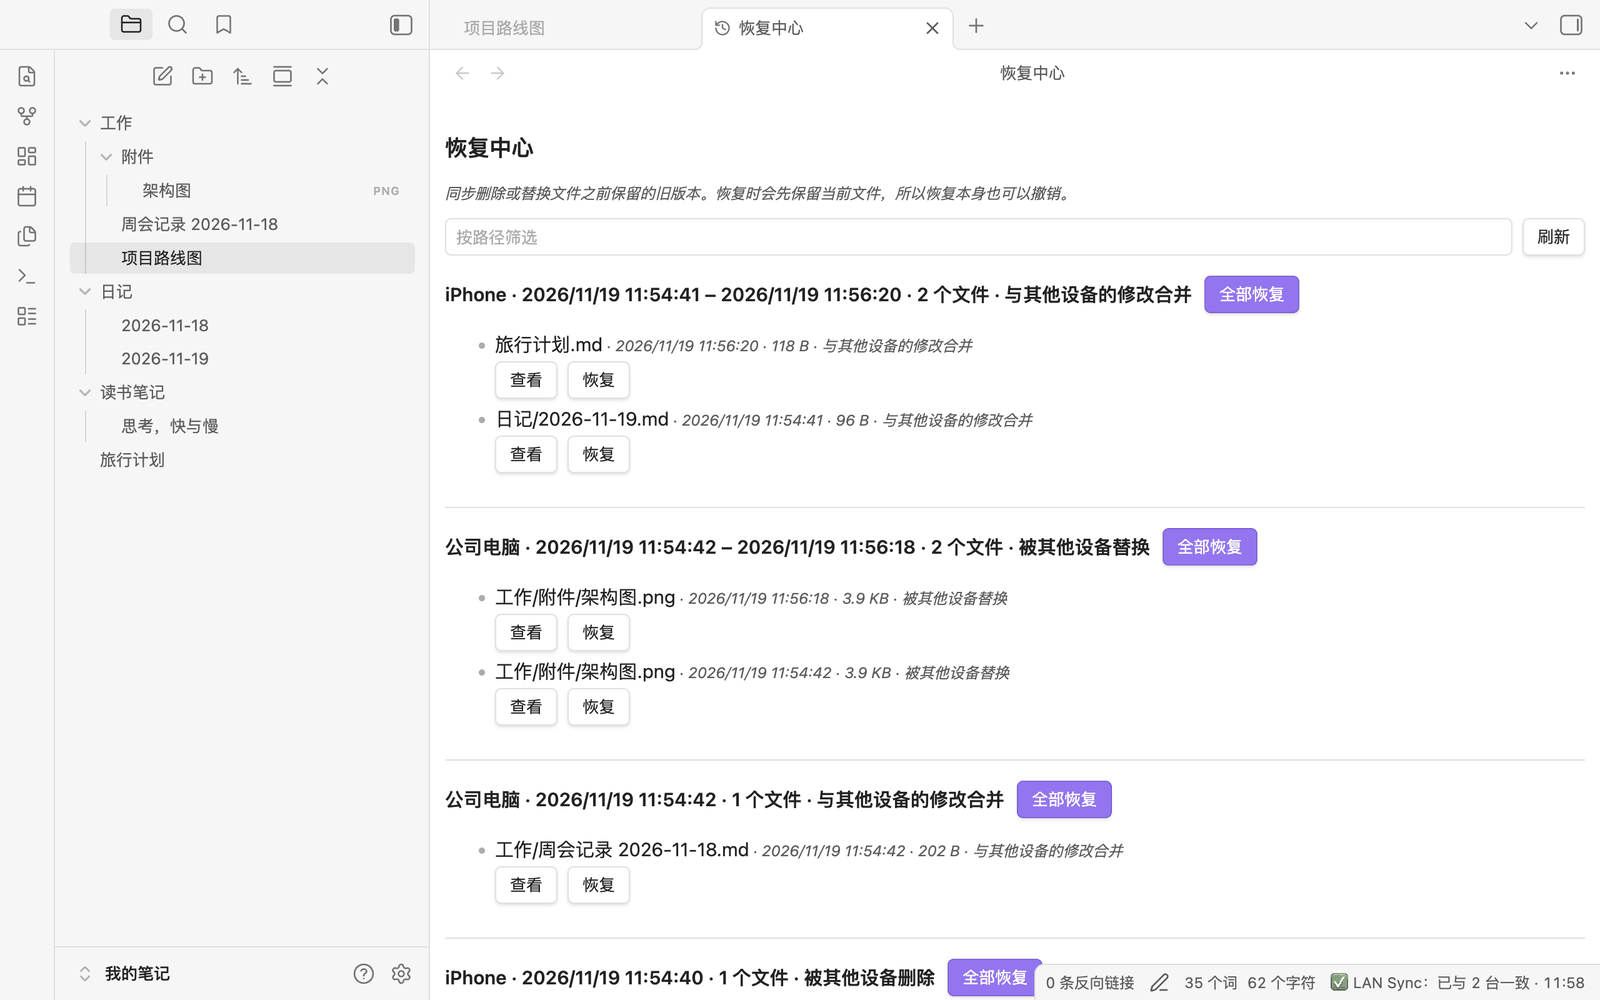 项目路线图
恢复中心
恢复中心
工作
附件
架构图 PNG
周会记录 2026-11-18
项目路线图
日记
2026-11-18
2026-11-19
读书笔记
思考，快与慢
旅行计划
我的笔记
恢复中心
同步删除或替换文件之前保留的旧版本。恢复时会先保留当前文件，所以恢复本身也可以撤销。
按路径筛选 刷新
iPhone · 2026/11/19 11:54:41 – 2026/11/19 11:56:20 · 2 个文件 · 与其他设备的修改合并 全部恢复
旅行计划.md · 2026/11/19 11:56:20 · 118 B · 与其他设备的修改合并
查看 恢复
日记/2026-11-19.md · 2026/11/19 11:54:41 · 96 B · 与其他设备的修改合并
查看 恢复
公司电脑 · 2026/11/19 11:54:42 – 2026/11/19 11:56:18 · 2 个文件 · 被其他设备替换 全部恢复
工作/附件/架构图.png · 2026/11/19 11:56:18 · 3.9 KB · 被其他设备替换
查看 恢复
工作/附件/架构图.png · 2026/11/19 11:54:42 · 3.9 KB · 被其他设备替换
查看 恢复
公司电脑 · 2026/11/19 11:54:42 · 1 个文件 · 与其他设备的修改合并 全部恢复
工作/周会记录 2026-11-18.md · 2026/11/19 11:54:42 · 202 B · 与其他设备的修改合并
查看 恢复
iPhone · 2026/11/19 11:54:40 · 1 个文件 · 被其他设备删除 全部恢复
0 条反向链接 35 个词 62 个字符 ✅ LAN Sync：已与 2 台一致 · 11:58